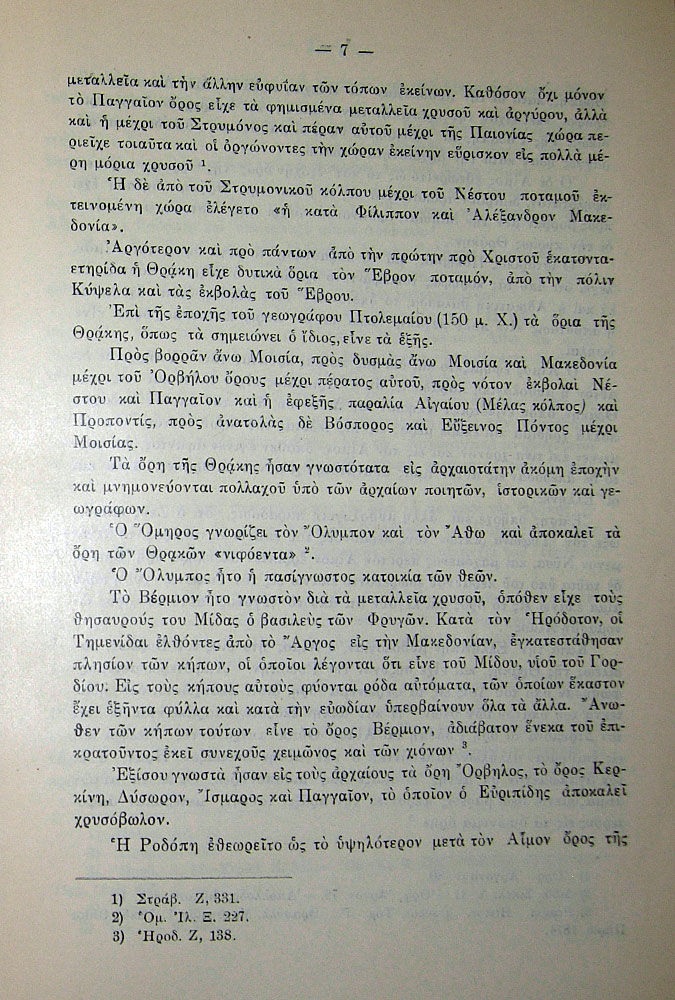 — 7 —
μεταλλεῖα καὶ τὴν ἄλλην εὐφυΐαν τῶν τόπων ἐκείνων. Καθόσον ὄχι μόνον
τὸ Παγγαῖον ὄρος εἶχε τὰ φημισμένα μεταλλεῖα χρυσοῦ καὶ ἀργύρου, ἀλλὰ
καὶ ἡ μέχρι τοῦ Στρυμόνος καὶ πέραν αὐτοῦ μέχρι τῆς Παιονίας χώρα πε-
ριεῖχε τοιαῦτα καὶ οἱ ὀργώνοντες τὴν χώραν ἐκείνην εὕρισκον εἰς πολλὰ μέ-
ρη μόρια χρυσοῦ ¹.
Ἡ δὲ ἀπὸ τοῦ Στρυμονικοῦ κόλπου μέχρι τοῦ Νέστου ποταμοῦ ἐκ-
τεινομένη χώρα ἐλέγετο «ἡ κατὰ Φίλιππον καὶ Ἀλέξανδρον Μακε-
δονία».
Ἀργότερον καὶ πρὸ πάντων ἀπὸ τὴν πρώτην πρὸ Χριστοῦ ἑκατοντα-
ετηρίδα ἡ Θράκη εἶχε δυτικὰ ὅρια τὸν Ἕβρον ποταμόν, ἀπὸ τὴν πόλιν
Κύψελα καὶ τὰς ἐκβολὰς τοῦ Ἕβρου.
Ἐπὶ τῆς ἐποχῆς τοῦ γεωγράφου Πτολεμαίου (150 μ. Χ.) τὰ ὅρια τῆς
Θράκης, ὅπως τὰ σημειώνει ὁ ἴδιος, εἶνε τὰ ἑξῆς.
Πρὸς βορρᾶν ἄνω Μοισία, πρὸς δυσμὰς ἄνω Μοισία καὶ Μακεδονία
μέχρι τοῦ Ὀρβήλου ὄρους μέχρι πέρατος αὐτοῦ, πρὸς νότον ἐκβολαὶ Νέ-
στου καὶ Παγγαῖον καὶ ἡ ἐφεξῆς παραλία Αἰγαίου (Μέλας κόλπος) καὶ
Προποντίς, πρὸς ἀνατολὰς δὲ Βόσπορος καὶ Εὔξεινος Πόντος μέχρι
Μοισίας.
Τὰ ὄρη τῆς Θράκης ἦσαν γνωστότατα εἰς ἀρχαιοτάτην ἀκόμη ἐποχὴν
καὶ μνημονεύονται πολλαχοῦ ὑπὸ τῶν ἀρχαίων ποιητῶν, ἱστορικῶν καὶ γε-
ωγράφων.
Ὁ Ὅμηρος γνωρίζει τὸν Ὄλυμπον καὶ τὸν Ἄθω καὶ ἀποκαλεῖ τὰ
ὄρη τῶν Θρακῶν «νιφόεντα» ².
Ὁ Ὄλυμπος ἦτο ἡ πασίγνωστος κατοικία τῶν θεῶν.
Τὸ Βέρμιον ἦτο γνωστὸν διὰ τὰ μεταλλεῖα χρυσοῦ, ὁπόθεν εἶχε τοὺς
θησαυρούς του Μίδας ὁ βασιλεὺς τῶν Φρυγῶν. Κατὰ τὸν Ἡρόδοτον, οἱ
Τημενίδαι ἐλθόντες ἀπὸ τὸ Ἄργος εἰς τὴν Μακεδονίαν, ἐγκατεστάθησαν
πλησίον τῶν κήπων, οἱ ὁποῖοι λέγονται ὅτι εἶνε τοῦ Μίδου, υἱοῦ τοῦ Γορ-
δίου. Εἰς τοὺς κήπους αὐτοὺς φύονται ρόδα αὐτόματα, τῶν ὁποίων ἕκαστον
ἔχει ἑξῆντα φύλλα καὶ κατὰ τὴν εὐωδίαν ὑπερβαίνουν ὅλα τὰ ἄλλα. Ἄνω-
θεν τῶν κήπων τούτων εἶνε τὸ ὄρος Βέρμιον, ἀδιάβατον ἕνεκα τοῦ ἐπι-
κρατοῦντος ἐκεῖ συνεχοῦς χειμῶνος καὶ τῶν χιόνων ³.
Ἐξίσου γνωστὰ ἦσαν εἰς τοὺς ἀρχαίους τὰ ὄρη Ὄρβηλος, τὸ ὄρος Κερ-
κίνη, Δύσωρον, Ἴσμαρος καὶ Παγγαῖον, τὸ ὁποῖον ὁ Εὐριπίδης ἀποκαλεῖ
χρυσόβωλον.
Ἡ Ροδόπη ἐθεωρεῖτο ὡς τὸ ὑψηλότερον μετὰ τὸν Αἷμον ὄρος τῆς
1) Στράβ. Ζ, 331.
2) Ὁμ. Ἰλ. Ξ. 227.
3) Ἡροδ. Ζ, 138.